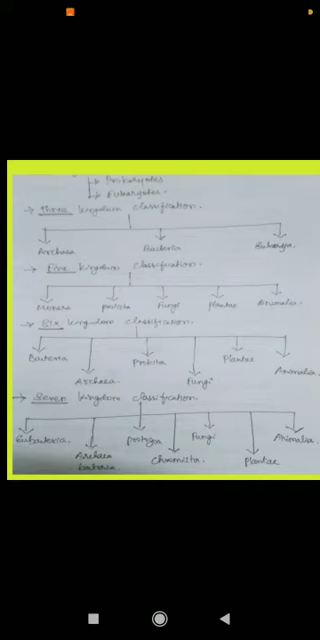 → Prokaryotes
→ Eukaryotes.
→ Three kingdom classification.
Archaea Bacteria Eukarya.
→ Five kingdom classification.
Monera protista Fungi plantae Animalia.
→ Six kingdom classification.
Bacteria Protista Plantae
Archaea. Fungi Animalia.
→ Seven kingdom classification.
Eubacteria. Protozoa Fungi Animalia.
Archaea Chromista. plantae
bacteria.